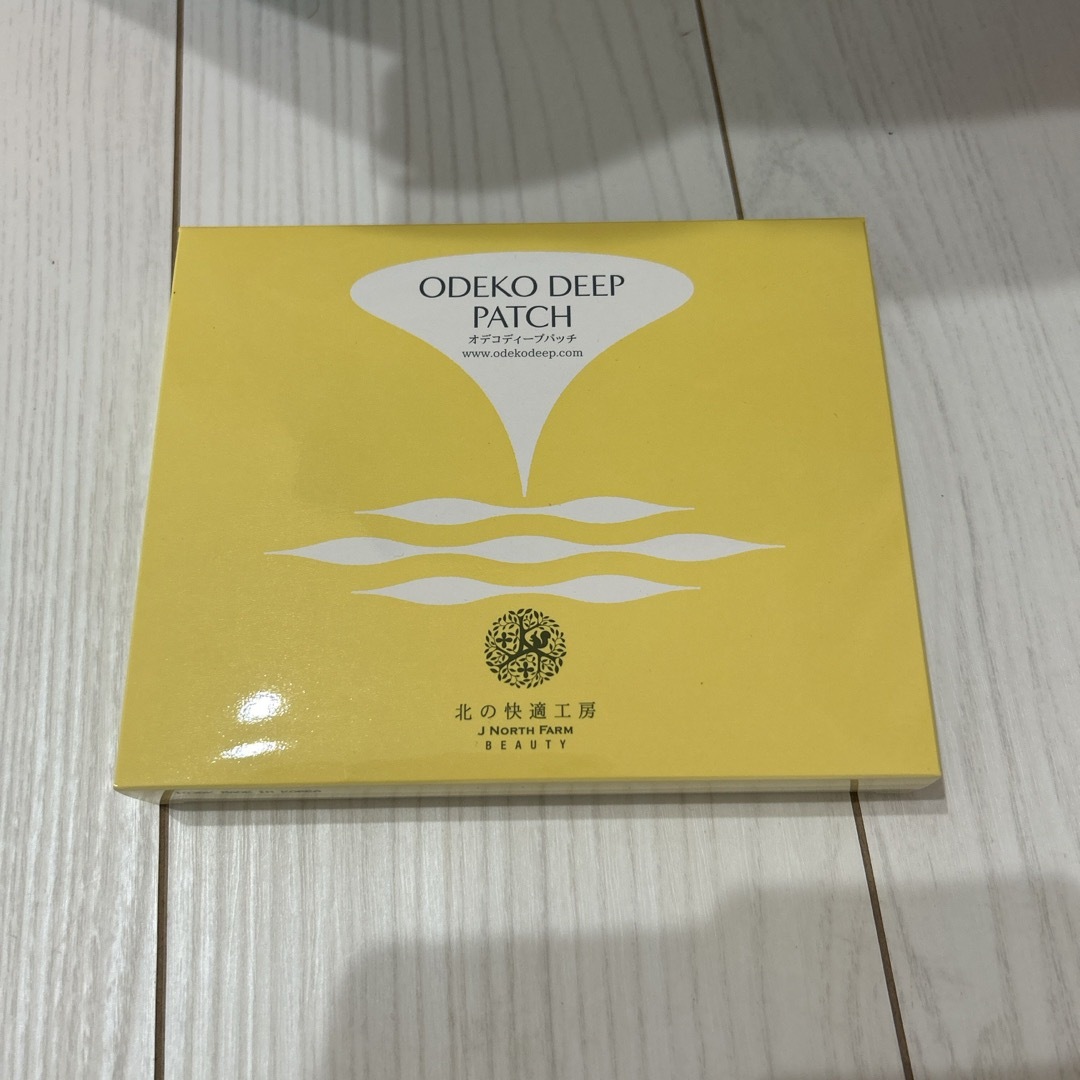 ODEKO DEEP
PATCH
オデコディープパッチ
www.odekodeep.com
北の快適工房
J NORTH FARM
BEAUTY